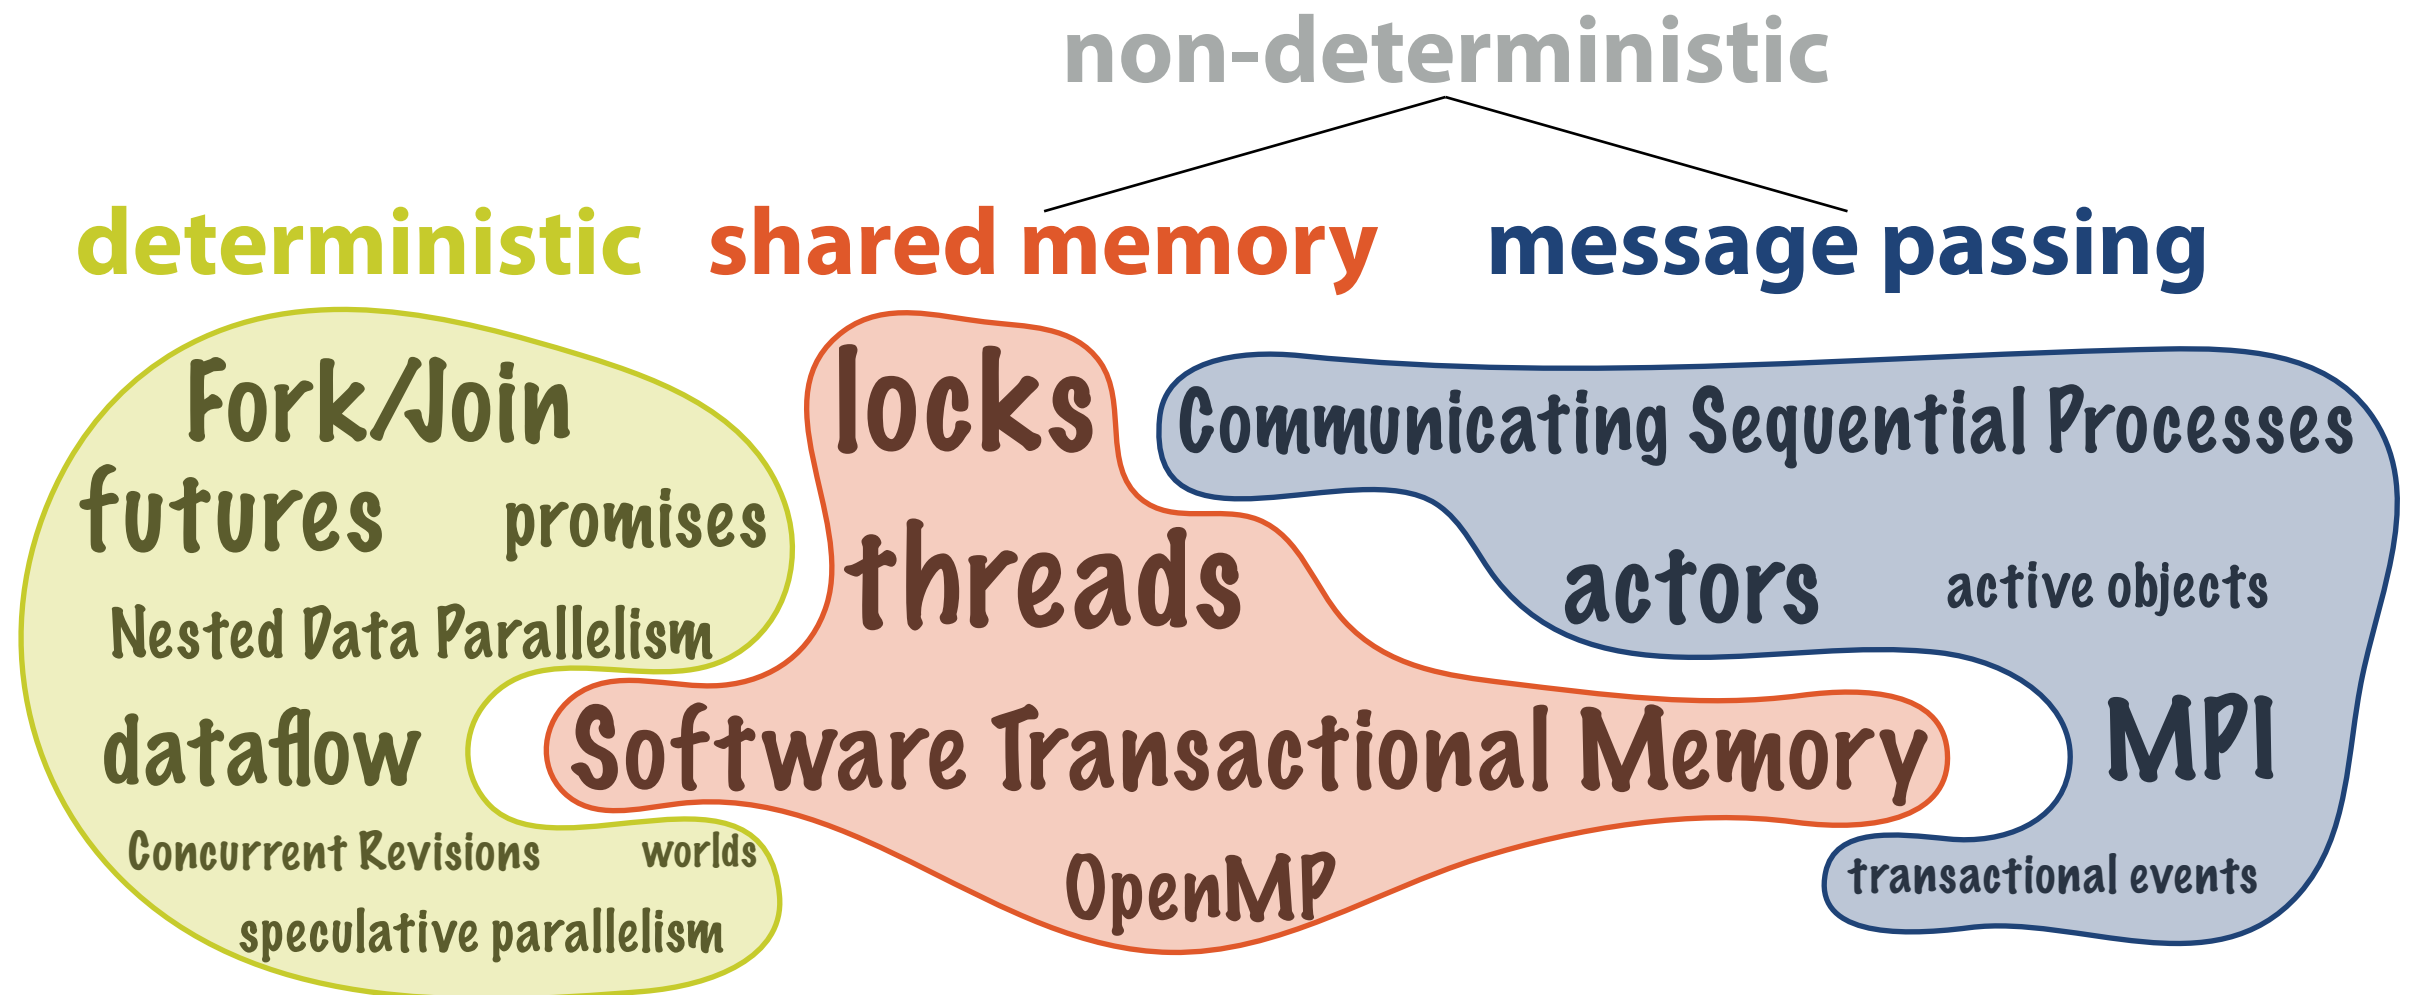 non-deterministic
deterministic
shared memory
message passing
Fork/Join
futures
promises
Nested Data Parallelism
dataflow
Concurrent Revisions
worlds
speculative parallelism
locks
threads
Software Transactional Memory
OpenMP
Communicating Sequential Processes
actors
active objects
MPI
transactional events